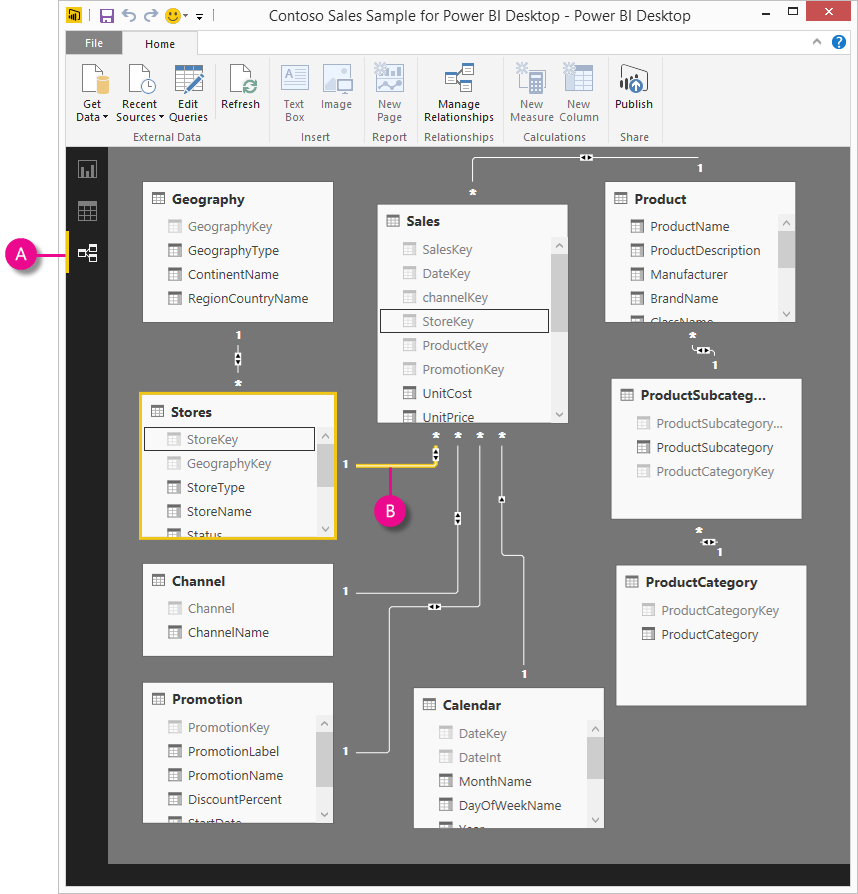 Contoso Sales Sample for Power BI Desktop - Power BI Desktop
File
Home
Get Data
Recent Sources
Edit Queries
Refresh
Text Box
Image
New Page
Manage Relationships
New Measure
New Column
Publish
External Data
Insert
Report
Relationships
Calculations
Share
A
Geography
GeographyKey
GeographyType
ContinentName
RegionCountryName
1
*
Sales
SalesKey
DateKey
channelKey
StoreKey
ProductKey
PromotionKey
UnitCost
UnitPrice
* * * *
1
*
Product
ProductName
ProductDescription
Manufacturer
BrandName
ClassName
*
1
ProductSubcateg...
ProductSubcategory...
ProductSubcategory
ProductCategoryKey
*
1
ProductCategory
ProductCategoryKey
ProductCategory
Stores
StoreKey
GeographyKey
StoreType
StoreName
Status
1
B
Channel
Channel
ChannelName
1
Promotion
PromotionKey
PromotionLabel
PromotionName
DiscountPercent
StartDate
1
1
Calendar
DateKey
DateInt
MonthName
DayOfWeekName
Year